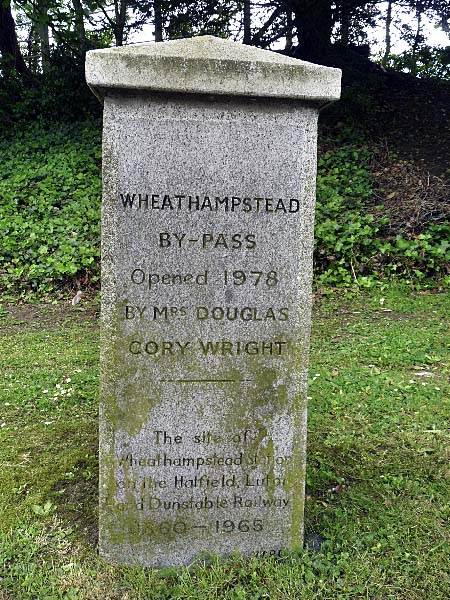 WHEATHAMPSTEAD
BY-PASS
Opened 1978
BY MRS DOUGLAS
CORY WRIGHT
The site of
Wheathampstead Station
on the Hatfield, Luton
and Dunstable Railway
1860-1965